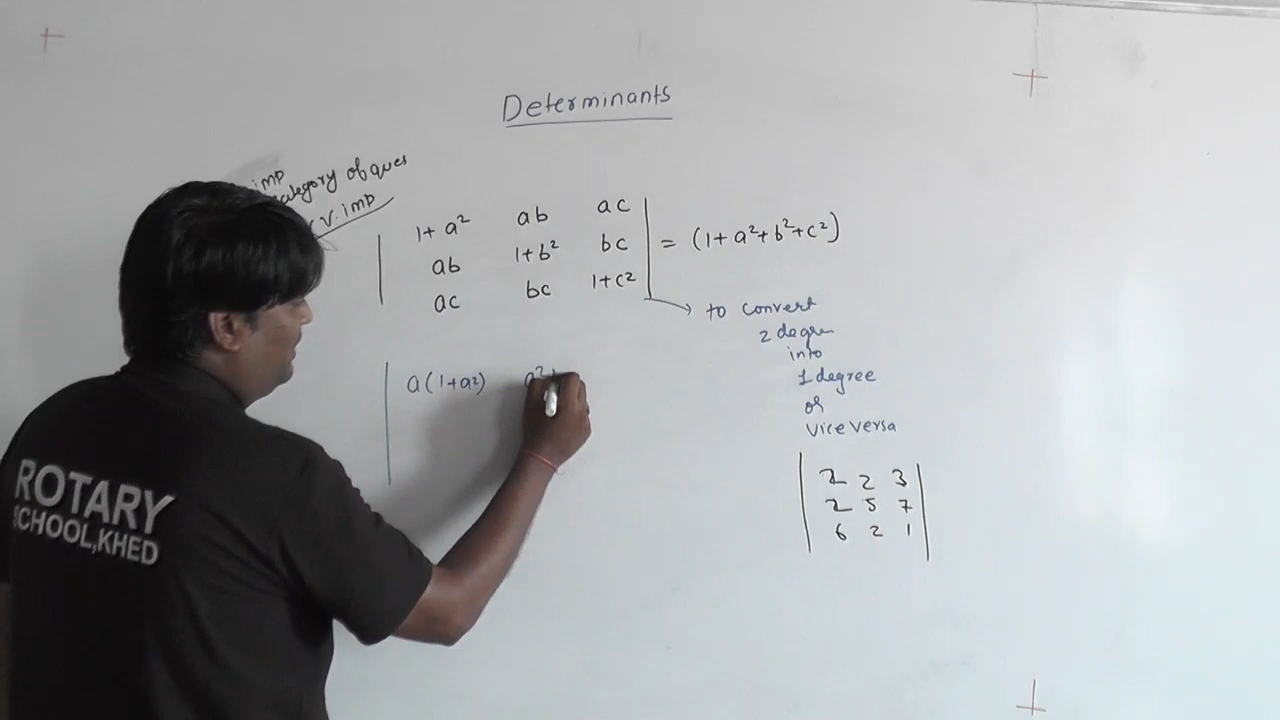 Determinants
imp
category of ques
v.imp
| 1+a² ab ac |
| ab 1+b² bc | = (1+a²+b²+c²)
| ac bc 1+c² |
to convert
2 degree
into
1 degree
or
vice versa
| a(1+a²) a²
| 2 2 3 |
| 2 5 7 |
| 6 2 1 |
ROTARY
SCHOOL,KHED